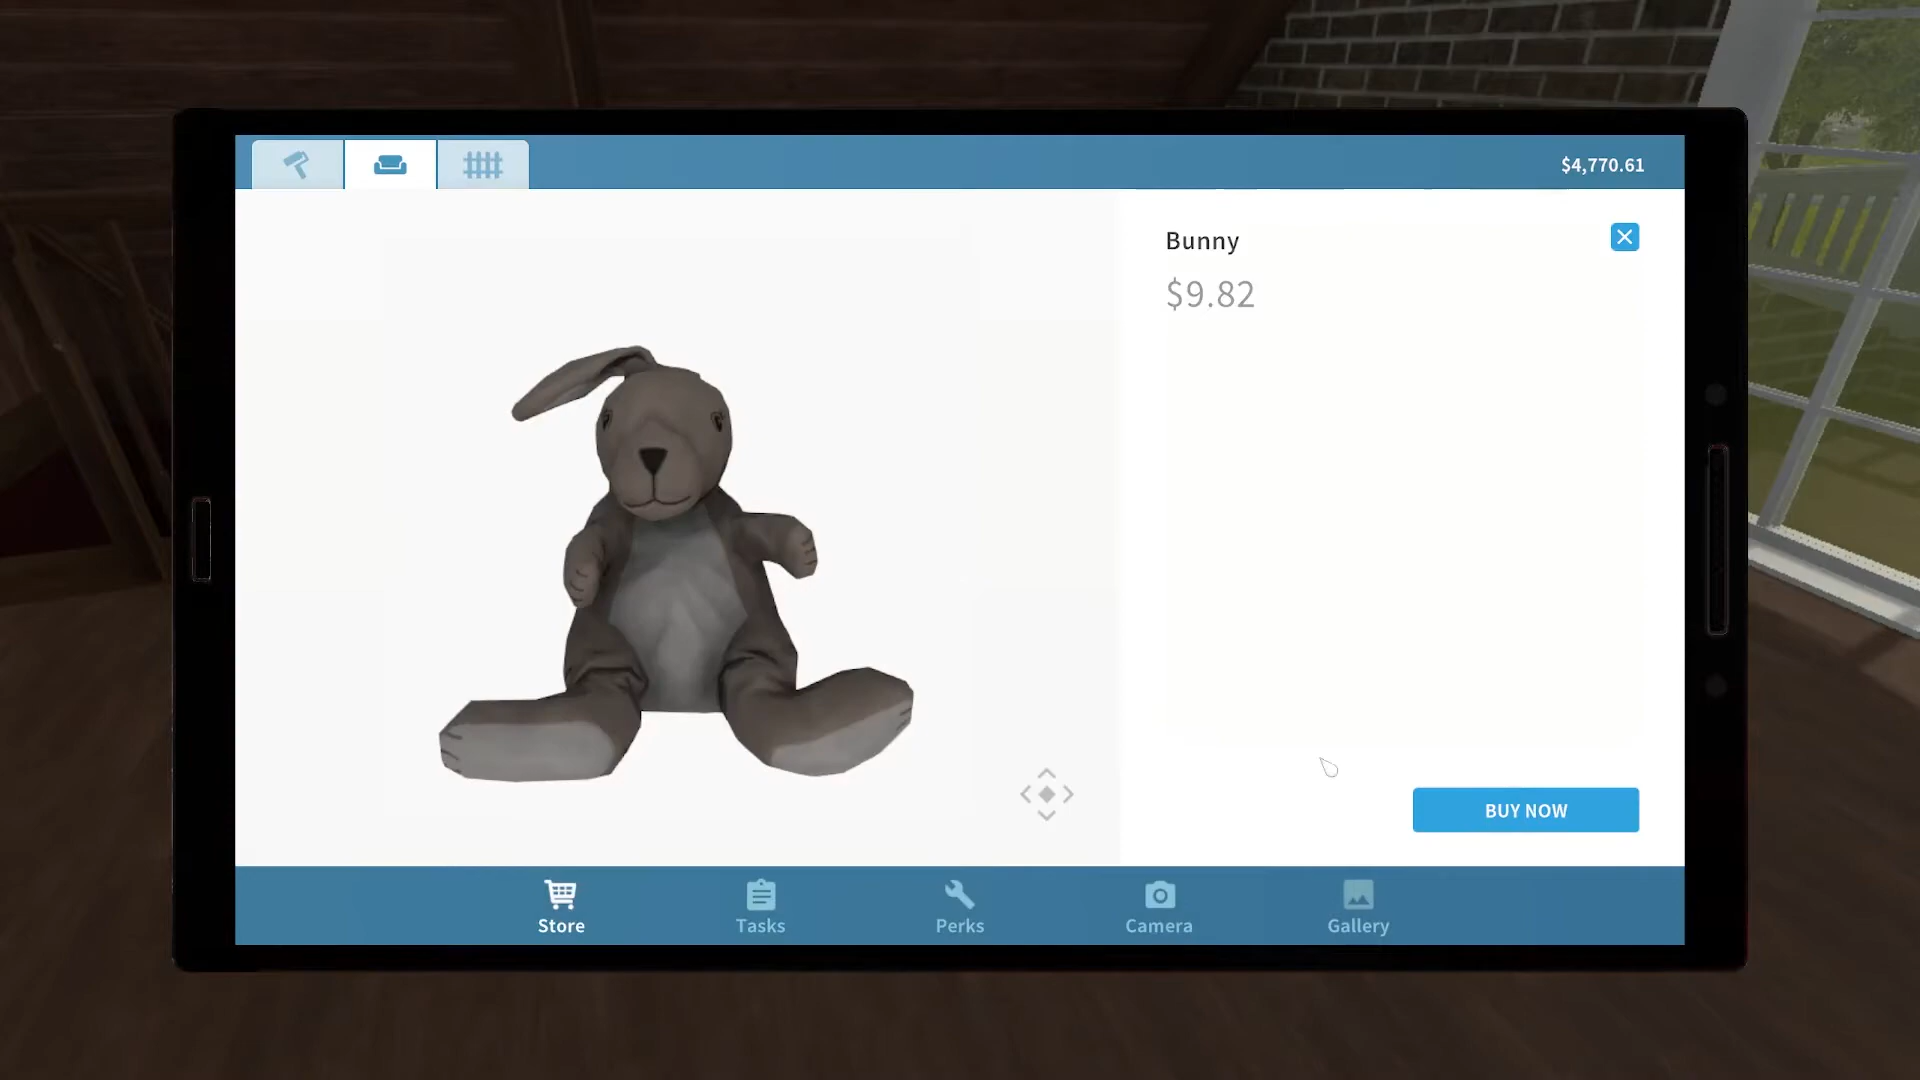 $4,770.61
Bunny
$9.82
BUY NOW
Store
Tasks
Perks
Camera
Gallery